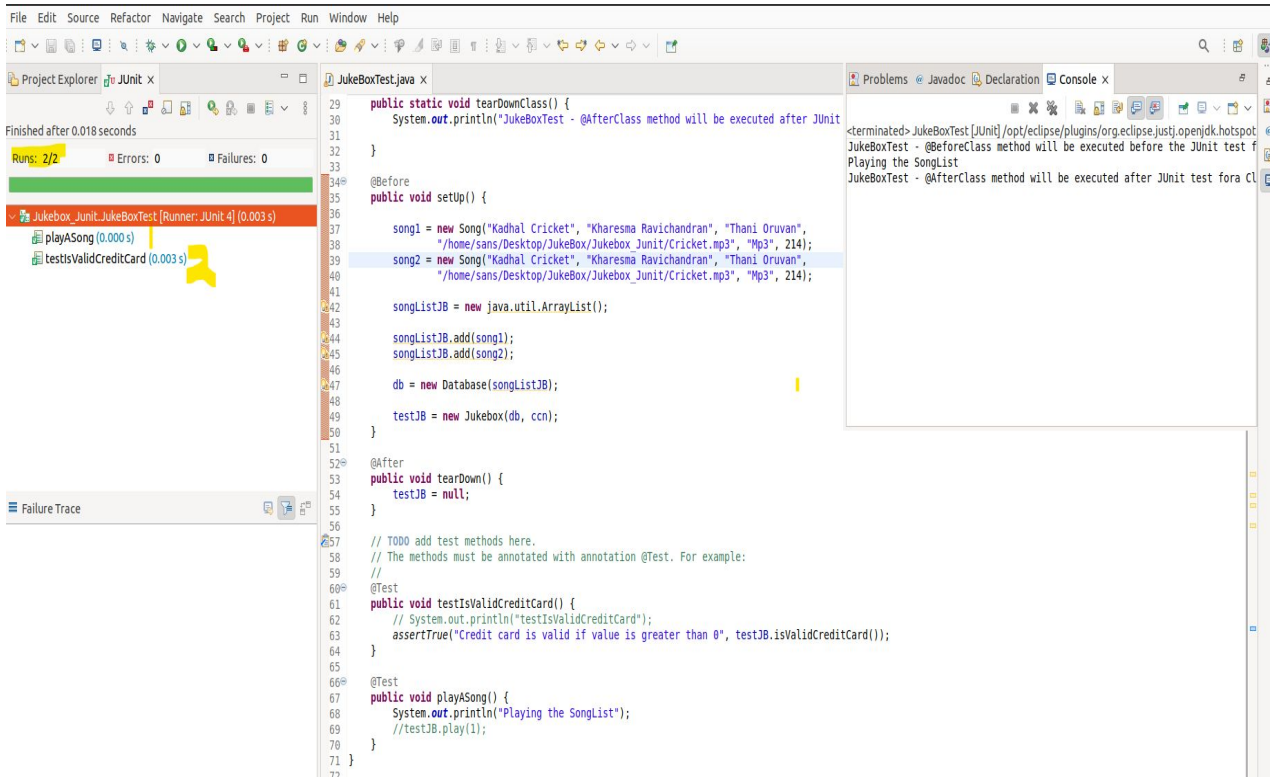 File Edit Source Refactor Navigate Search Project Run Window Help
Project Explorer JUnit ×
Finished after 0.018 seconds
Runs: 2/2 Errors: 0 Failures: 0
Jukebox_Junit.JukeBoxTest [Runner: JUnit 4] (0.003 s)
playASong (0.000 s)
testIsValidCreditCard (0.003 s)
Failure Trace
JukeBoxTest.java ×
29 public static void tearDownClass() {
30 System.out.println("JukeBoxTest - @AfterClass method will be executed after JUnit
31
32 }
33
34 @Before
35 public void setUp() {
36
37 song1 = new Song("Kadhal Cricket", "Kharesma Ravichandran", "Thani Oruvan",
38 "/home/sans/Desktop/JukeBox/Jukebox_Junit/Cricket.mp3", "Mp3", 214);
39 song2 = new Song("Kadhal Cricket", "Kharesma Ravichandran", "Thani Oruvan",
40 "/home/sans/Desktop/JukeBox/Jukebox_Junit/Cricket.mp3", "Mp3", 214);
41
42 songListJB = new java.util.ArrayList();
43
44 songListJB.add(song1);
45 songListJB.add(song2);
46
47 db = new Database(songListJB);
48
49 testJB = new Jukebox(db, ccn);
50 }
51
52 @After
53 public void tearDown() {
54 testJB = null;
55 }
56
57 // TODO add test methods here.
58 // The methods must be annotated with annotation @Test. For example:
59 //
60 @Test
61 public void testIsValidCreditCard() {
62 // System.out.println("testIsValidCreditCard");
63 assertTrue("Credit card is valid if value is greater than 0", testJB.isValidCreditCard());
64 }
65
66 @Test
67 public void playASong() {
68 System.out.println("Playing the SongList");
69 //testJB.play(1);
70 }
71 }
72
Problems @ Javadoc Declaration Console ×
<terminated> JukeBoxTest [JUnit] /opt/eclipse/plugins/org.eclipse.justj.openjdk.hotspot
JukeBoxTest - @BeforeClass method will be executed before the JUnit test f
Playing the SongList
JukeBoxTest - @AfterClass method will be executed after JUnit test fora Cl